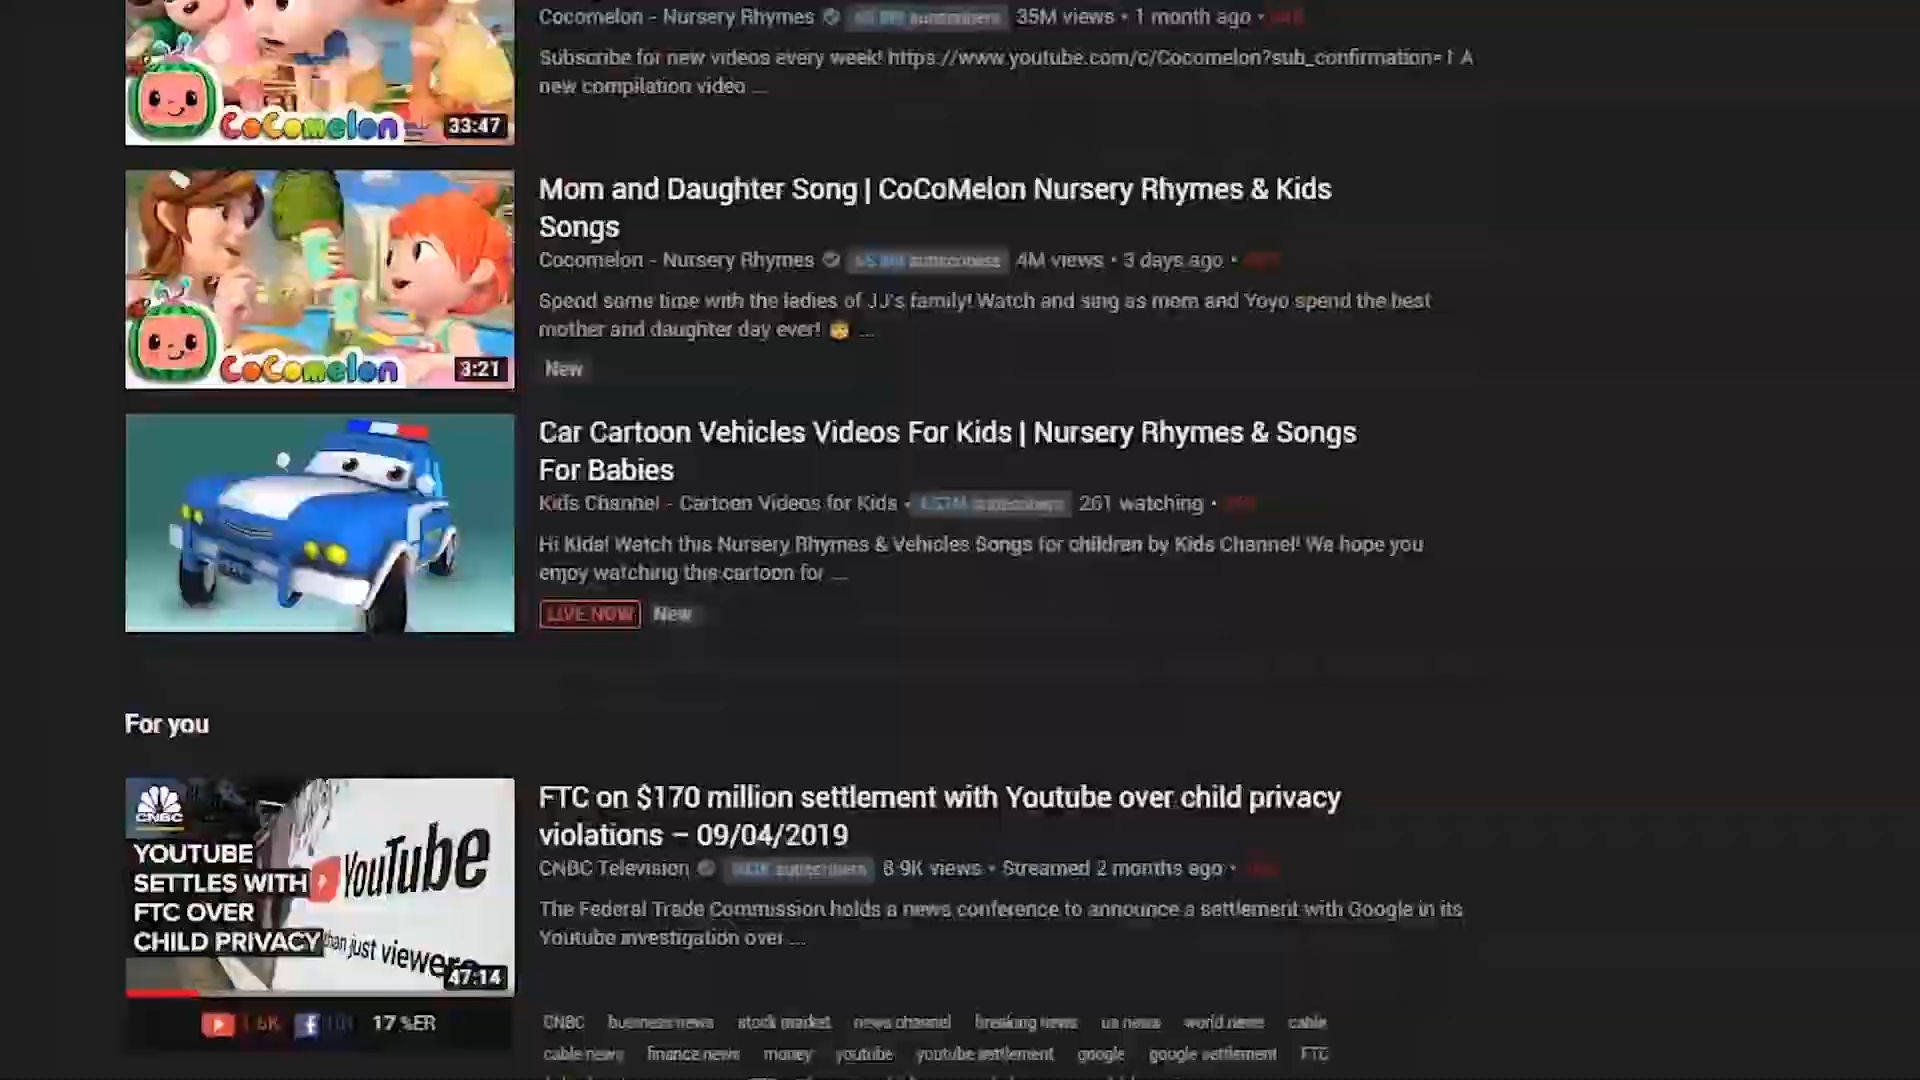 Cocomelon - Nursery Rhymes subscribers 35M views • 1 month ago •
Subscribe for new videos every week! https://www.youtube.com/c/Cocomelon?sub_confirmation=1 A
new compilation video ...
CoComelon
33:47
Mom and Daughter Song | CoCoMelon Nursery Rhymes & Kids
Songs
Cocomelon - Nursery Rhymes subscribers 4M views • 3 days ago •
Spend some time with the ladies of JJ's family! Watch and sing as mom and Yoyo spend the best
mother and daughter day ever! 😇 ...
New
CoComelon
3:21
Car Cartoon Vehicles Videos For Kids | Nursery Rhymes & Songs
For Babies
Kids Channel - Cartoon Videos for Kids • subscribers 261 watching •
Hi Kids! Watch this Nursery Rhymes & Vehicles Songs for children by Kids Channel! We hope you
enjoy watching this cartoon for ...
LIVE NOW New
For you
CNBC
YOUTUBE
SETTLES WITH
FTC OVER
CHILD PRIVACY
YouTube
than just viewers
47:14
FTC on $170 million settlement with Youtube over child privacy
violations – 09/04/2019
CNBC Television subscribers 8.9K views • Streamed 2 months ago •
The Federal Trade Commission holds a news conference to announce a settlement with Google in its
Youtube investigation over ...
1.6K 17 %ER
CNBC business news stock market news channel breaking news us news world news cable
cable news finance news money youtube youtube settlement google google settlement FTC